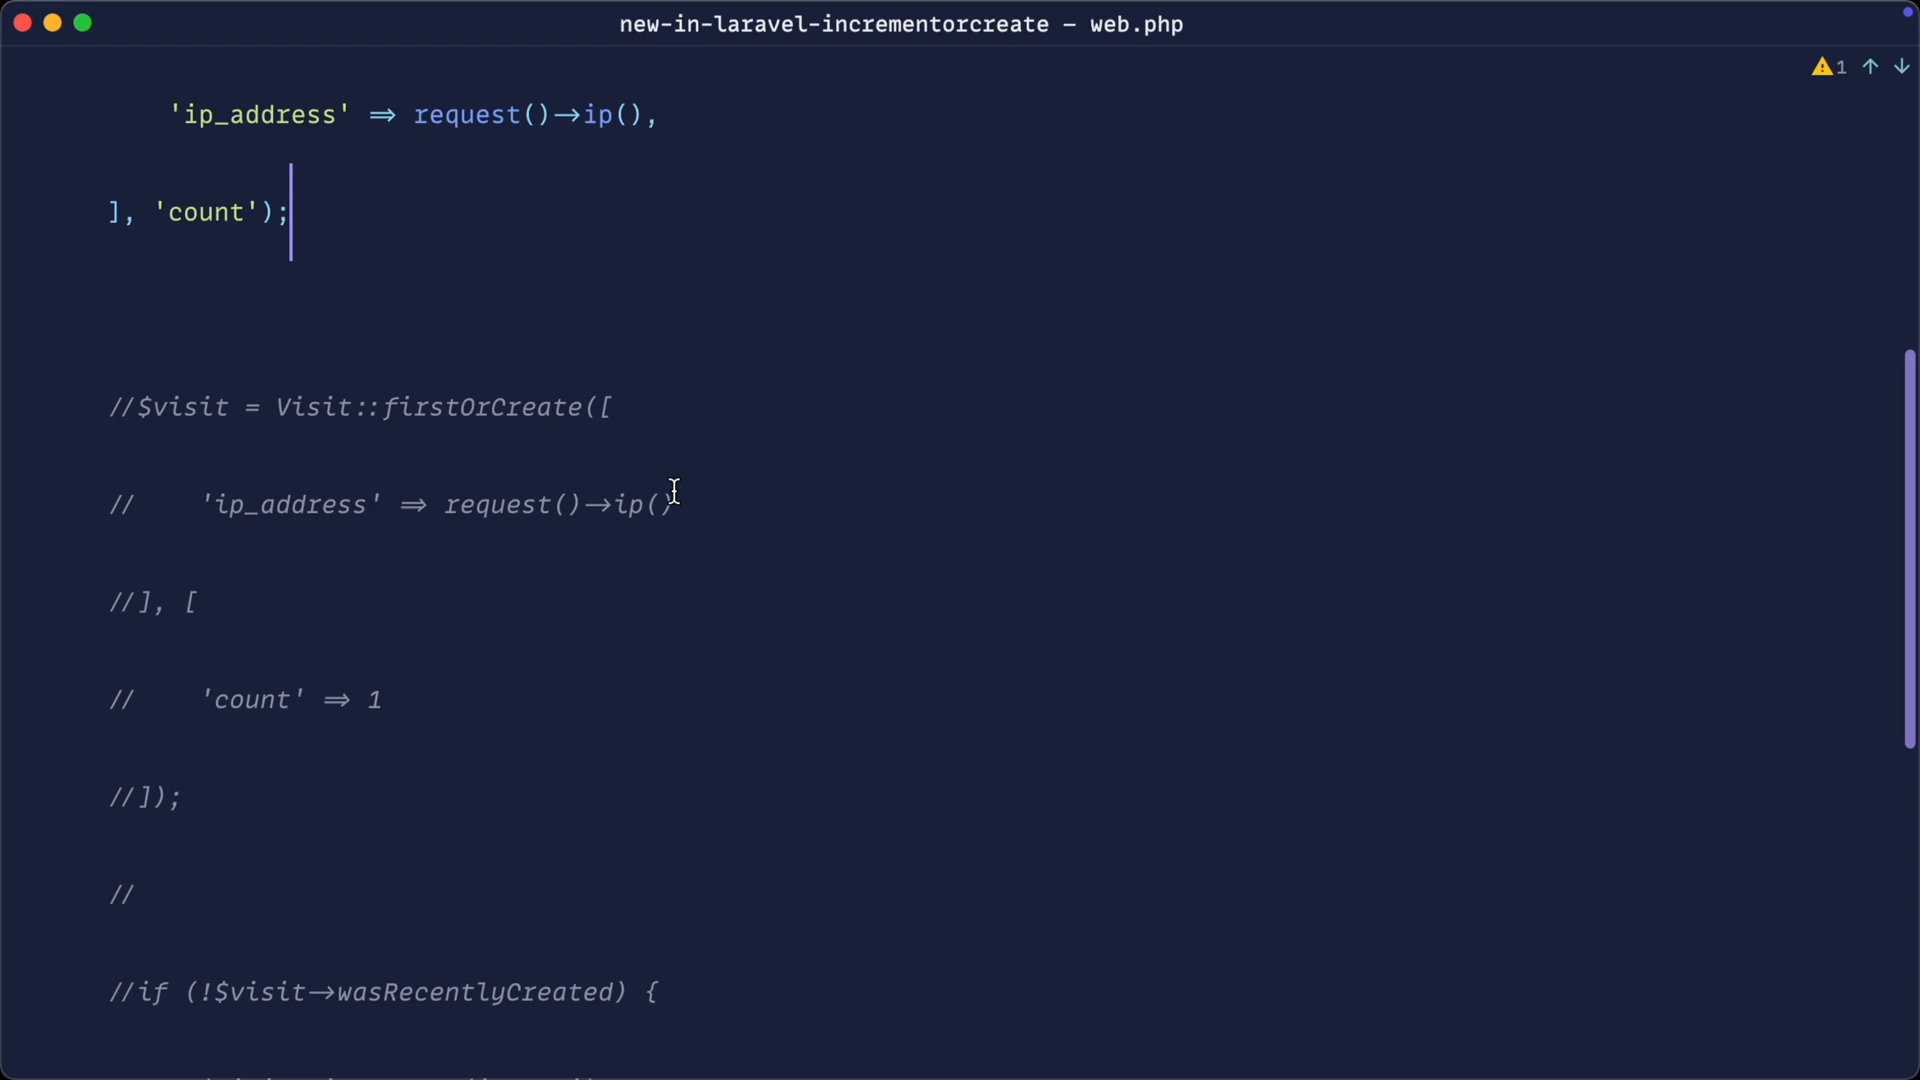 new-in-laravel-incrementorcreate – web.php
1
'ip_address' => request()->ip(),
], 'count');
//$visit = Visit::firstOrCreate([
//    'ip_address' => request()->ip()
//], [
//    'count' => 1
//]);
//
//if (!$visit->wasRecentlyCreated) {